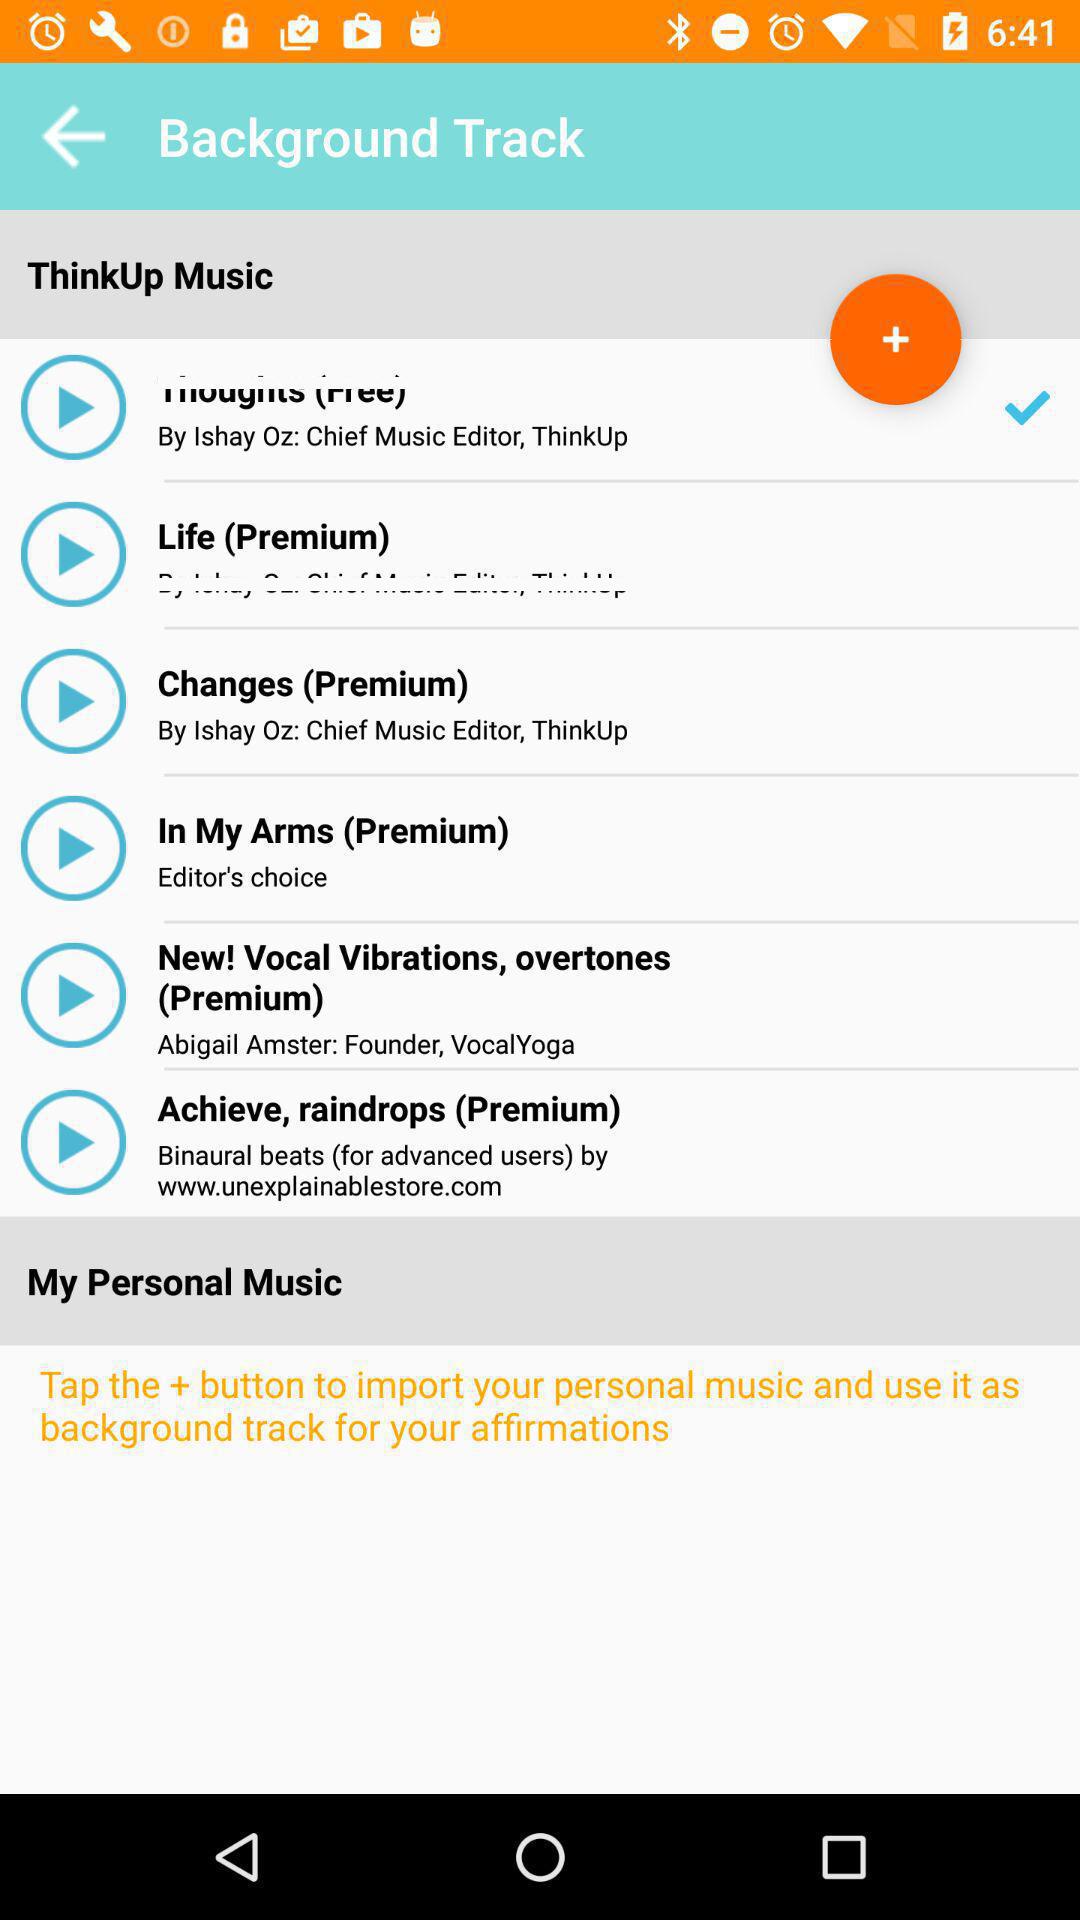 6:41
Background Track
ThinkUp Music
+
Thoughts (Free)
By Ishay Oz: Chief Music Editor, ThinkUp
Life (Premium)
By Ishay Oz: Chief Music Editor, ThinkUp
Changes (Premium)
By Ishay Oz: Chief Music Editor, ThinkUp
In My Arms (Premium)
Editor's choice
New! Vocal Vibrations, overtones
(Premium)
Abigail Amster: Founder, VocalYoga
Achieve, raindrops (Premium)
Binaural beats (for advanced users) by
www.unexplainablestore.com
My Personal Music
Tap the + button to import your personal music and use it as
background track for your affirmations